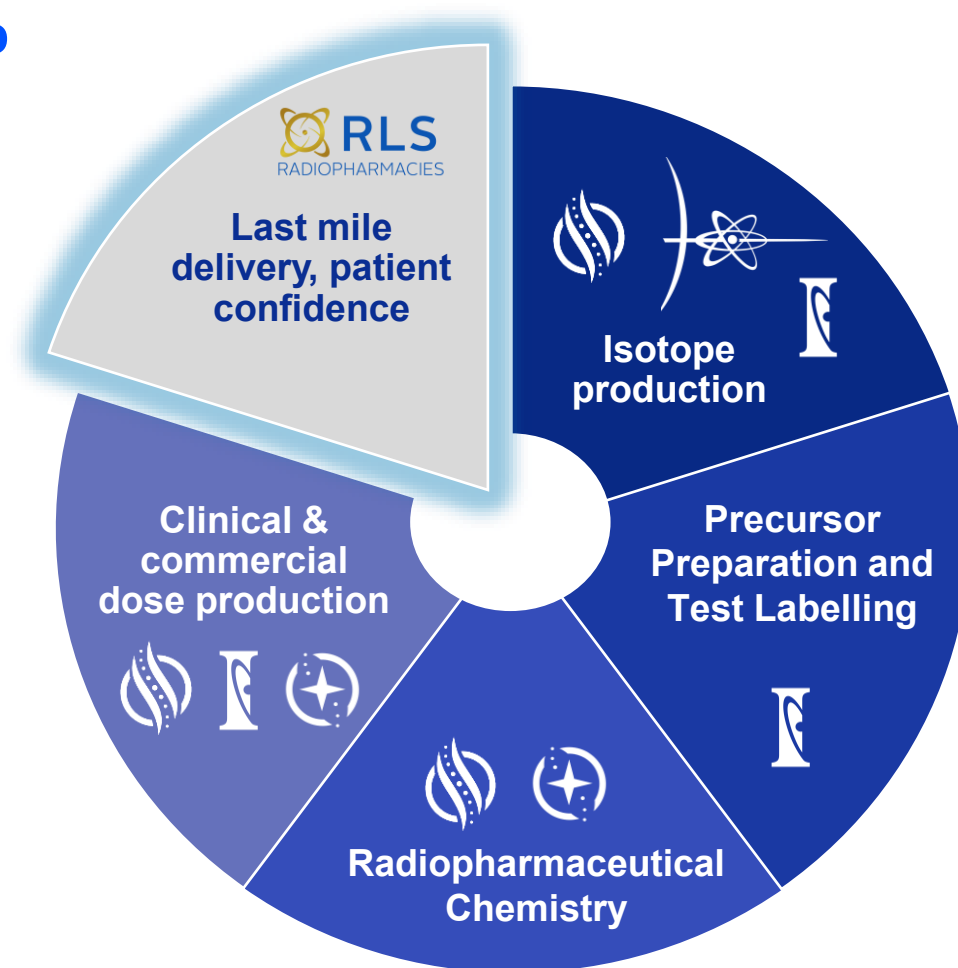 RLS
RADIOPHARMACIES
Last mile
delivery, patient
confidence
Isotope
production
Precursor
Preparation and
Test Labelling
Radiopharmaceutical
Chemistry
Clinical &
commercial
dose production